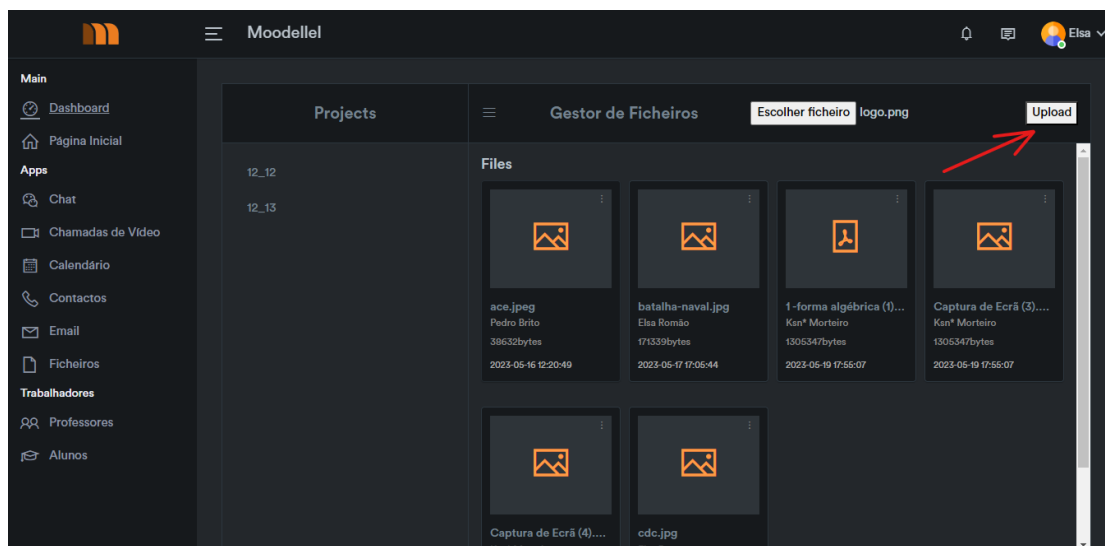 Moodellel
Elsa
Main
Dashboard
Página Inicial
Apps
Chat
Chamadas de Vídeo
Calendário
Contactos
Email
Ficheiros
Trabalhadores
Professores
Alunos
Projects
12_12
12_13
Gestor de Ficheiros
Escolher ficheiro logo.png
Upload
Files
ace.jpeg
Pedro Brito
38632bytes
2023-05-16 12:20:49
batalha-naval.jpg
Elsa Romão
171339bytes
2023-05-17 17:05:44
1-forma algébrica (1)...
Ksn* Morteiro
1305347bytes
2023-05-19 17:55:07
Captura de Ecrã (3)....
Ksn* Morteiro
1305347bytes
2023-05-19 17:55:07
Captura de Ecrã (4)....
cdc.jpg